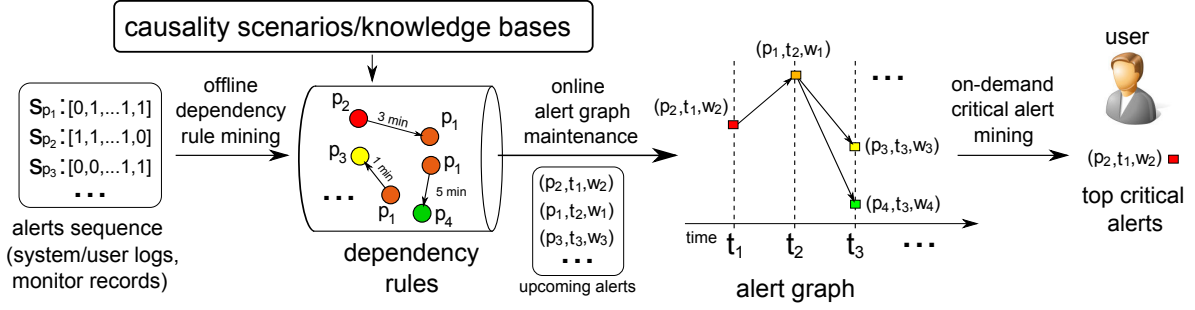 causality scenarios/knowledge bases
Sp1:[0,1,...1,1]
Sp2:[1,1,...1,0]
Sp3:[0,0,...1,1]
...
alerts sequence
(system/user logs,
monitor records)
offline
dependency
rule mining
p2
3 min
p1
p3
1 min
p1
p1
5 min
p4
...
dependency
rules
online
alert graph
maintenance
(p2,t1,w2)
(p1,t2,w1)
(p3,t3,w3)
...
upcoming alerts
(p1,t2,w1)
(p2,t1,w2)
(p3,t3,w3)
(p4,t3,w4)
...
time
t1
t2
t3
...
alert graph
on-demand
critical alert
mining
user
(p2,t1,w2)
top critical
alerts